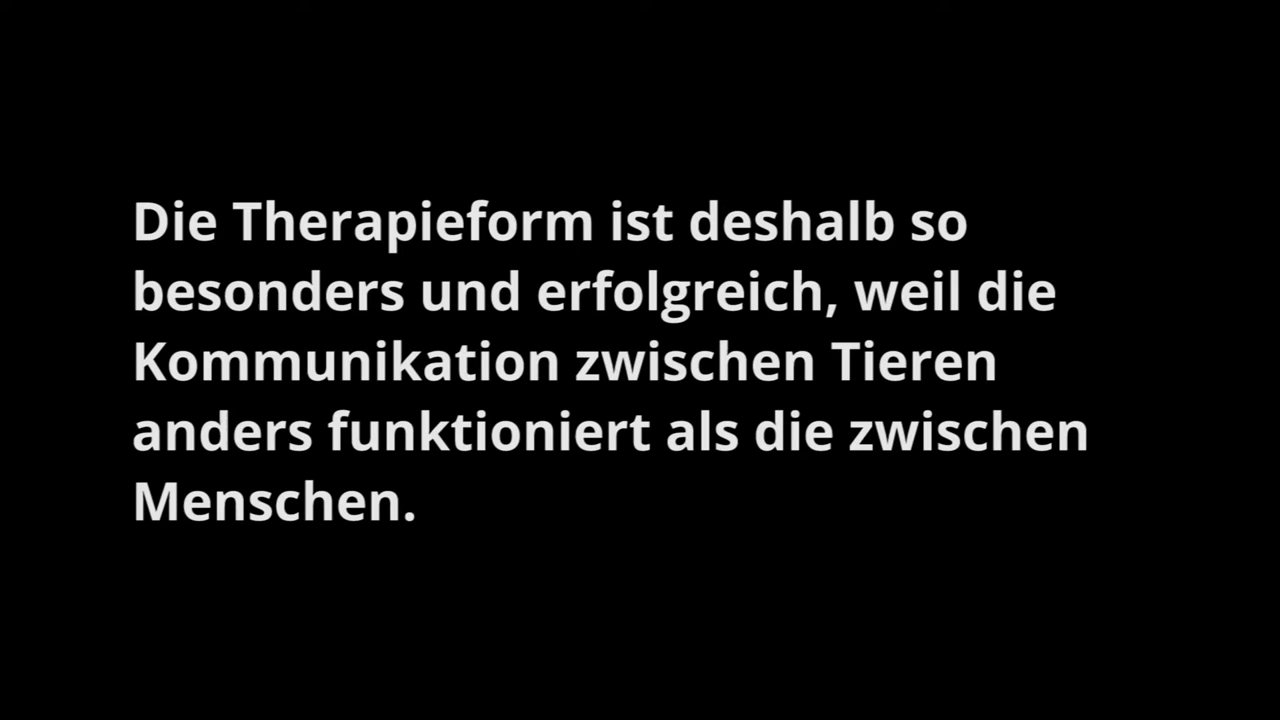 Die Therapieform ist deshalb so
besonders und erfolgreich, weil die
Kommunikation zwischen Tieren
anders funktioniert als die zwischen
Menschen.